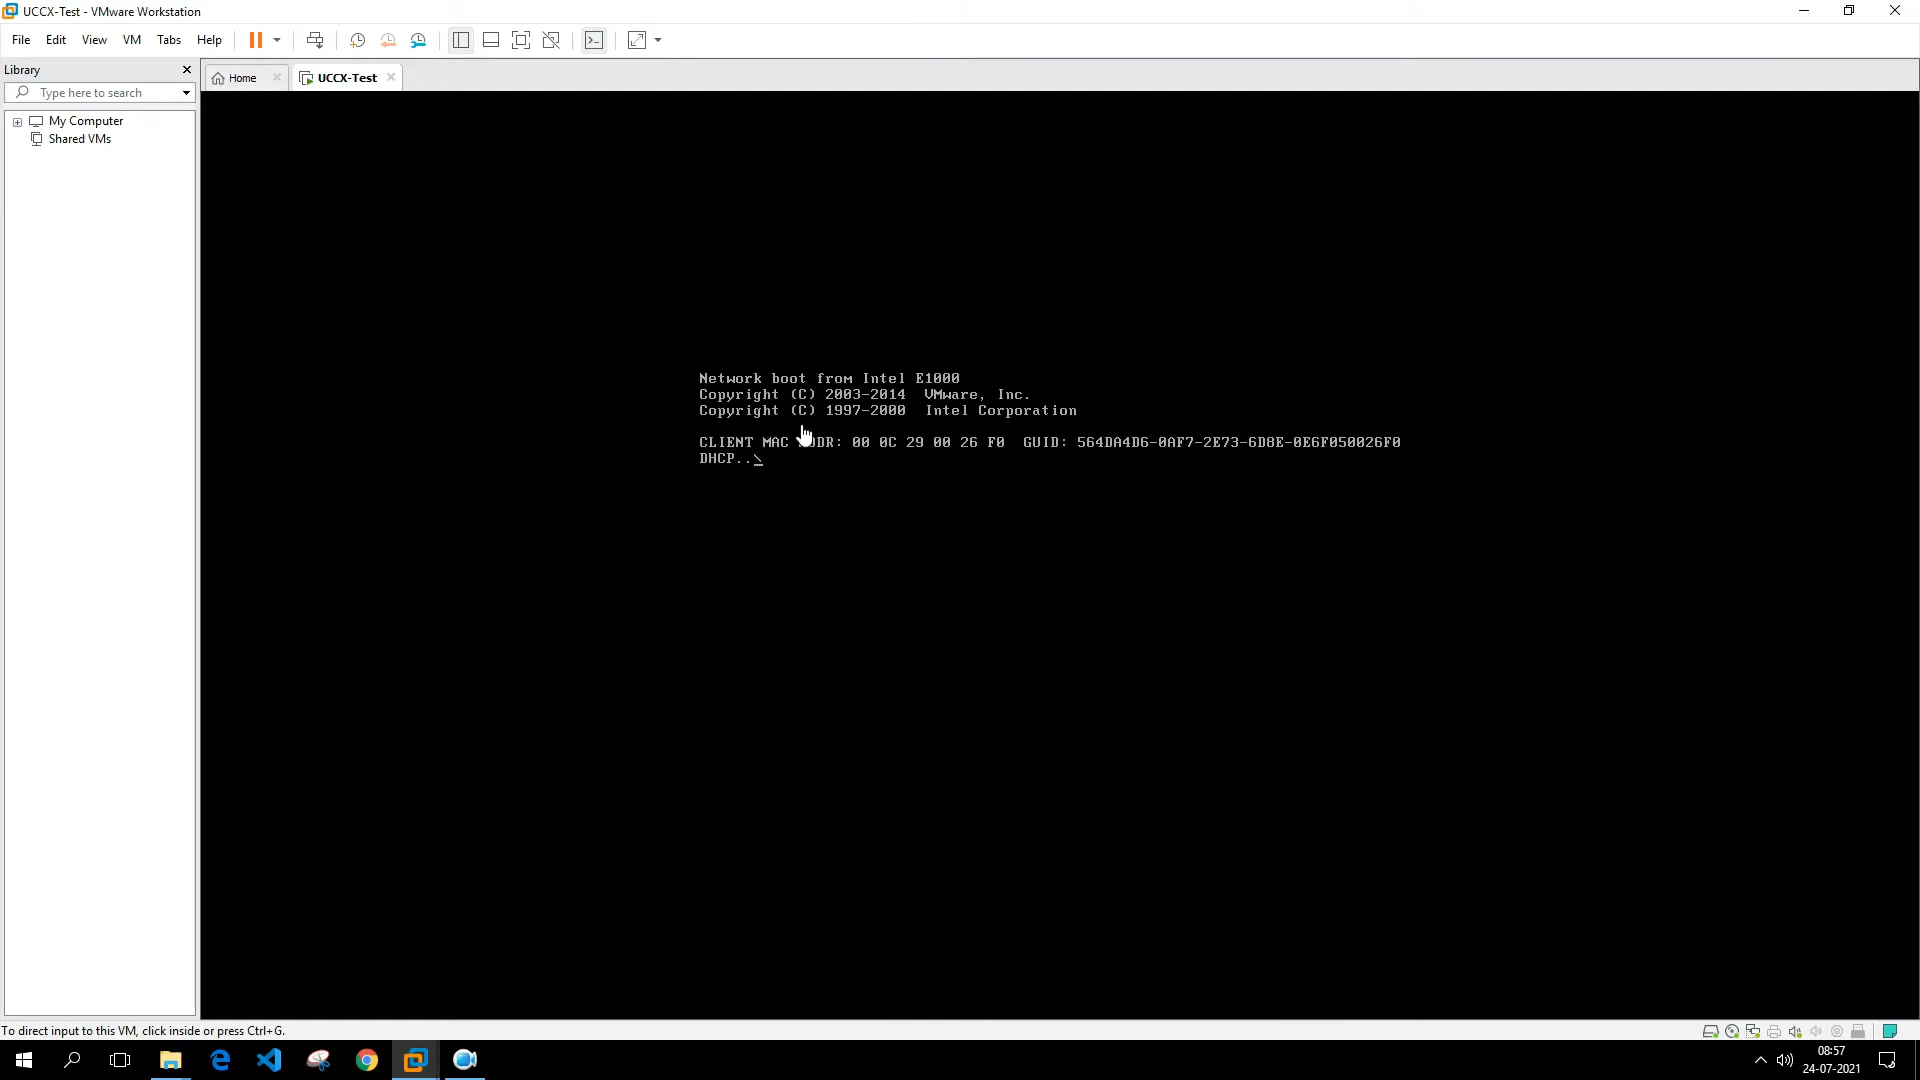 UCCX-Test - VMware Workstation
File Edit View VM Tabs Help
Library
Type here to search
My Computer
Shared VMs
Home
UCCX-Test
Network boot from Intel E1000
Copyright (C) 2003-2014 VMware, Inc.
Copyright (C) 1997-2000 Intel Corporation
CLIENT MAC DDR: 00 0C 29 00 26 F0 GUID: 564DA4D6-0AF7-2E73-6D8E-0E6F050026F0
DHCP..\
To direct input to this VM, click inside or press Ctrl+G.
08:57
24-07-2021